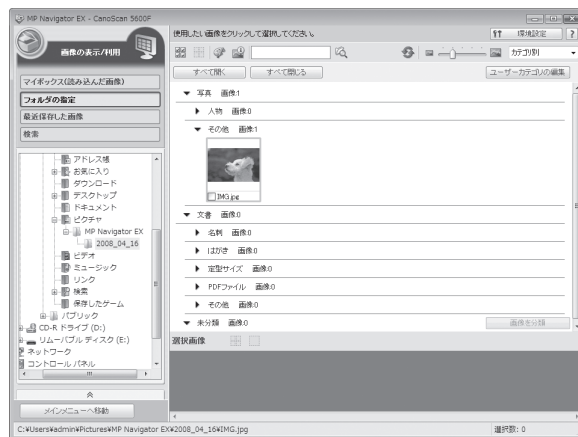 MP Navigator EX - CanoScan 5600F
画像の表示/利用
使用したい画像をクリックして選択してください。
環境設定
?
カテゴリ別
マイボックス(読み込んだ画像)
フォルダの指定
最近保存した画像
検索
すべて開く
すべて閉じる
ユーザーカテゴリの編集
アドレス帳
お気に入り
ダウンロード
デスクトップ
ドキュメント
ピクチャ
MP Navigator EX
2008_04_16
ビデオ
ミュージック
リンク
検索
保存したゲーム
パブリック
CD-R ドライブ (D:)
リムーバブル ディスク (E:)
ネットワーク
コントロール パネル
メインメニューへ移動
写真 画像:1
人物 画像:0
その他 画像:1
IMG.jpg
文書 画像:0
名刺 画像:0
はがき 画像:0
定型サイズ 画像:0
PDFファイル 画像:0
その他 画像:0
未分類 画像:0
画像を分類
選択画像
C:¥Users¥admin¥Pictures¥MP Navigator EX¥2008_04_16¥IMG.jpg
選択数: 0